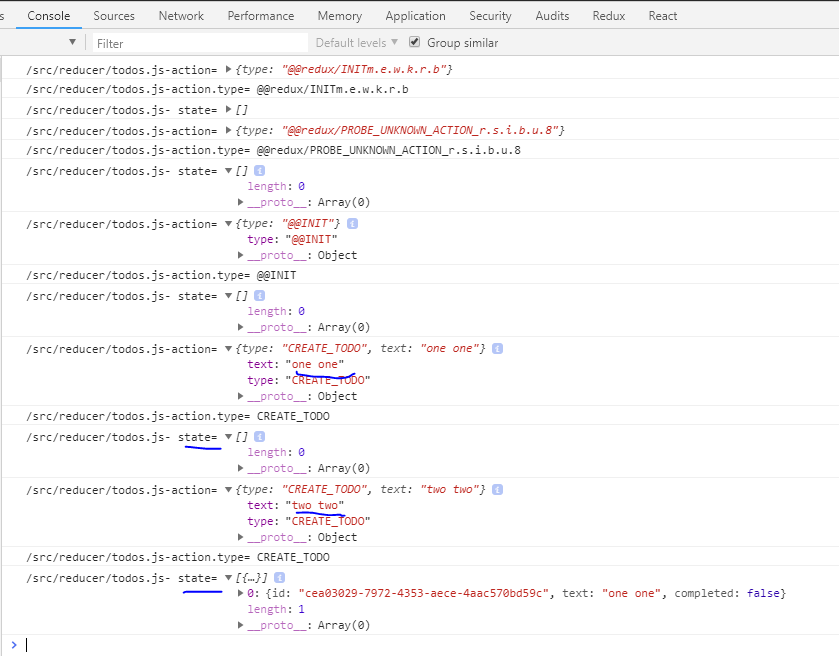 s Console Sources Network Performance Memory Application Security Audits Redux React
Filter Default levels Group similar
/src/reducer/todos.js-action= {type: "@@redux/INITm.e.w.k.r.b"}
/src/reducer/todos.js-action.type= @@redux/INITm.e.w.k.r.b
/src/reducer/todos.js- state= []
/src/reducer/todos.js-action= {type: "@@redux/PROBE_UNKNOWN_ACTION_r.s.i.b.u.8"}
/src/reducer/todos.js-action.type= @@redux/PROBE_UNKNOWN_ACTION_r.s.i.b.u.8
/src/reducer/todos.js- state= [] i
length: 0
__proto__: Array(0)
/src/reducer/todos.js-action= {type: "@@INIT"} i
type: "@@INIT"
__proto__: Object
/src/reducer/todos.js-action.type= @@INIT
/src/reducer/todos.js- state= [] i
length: 0
__proto__: Array(0)
/src/reducer/todos.js-action= {type: "CREATE_TODO", text: "one one"} i
text: "one one"
type: "CREATE_TODO"
__proto__: Object
/src/reducer/todos.js-action.type= CREATE_TODO
/src/reducer/todos.js- state= [] i
length: 0
__proto__: Array(0)
/src/reducer/todos.js-action= {type: "CREATE_TODO", text: "two two"} i
text: "two two"
type: "CREATE_TODO"
__proto__: Object
/src/reducer/todos.js-action.type= CREATE_TODO
/src/reducer/todos.js- state= [{…}] i
0: {id: "cea03029-7972-4353-aece-4aac570bd59c", text: "one one", completed: false}
length: 1
__proto__: Array(0)